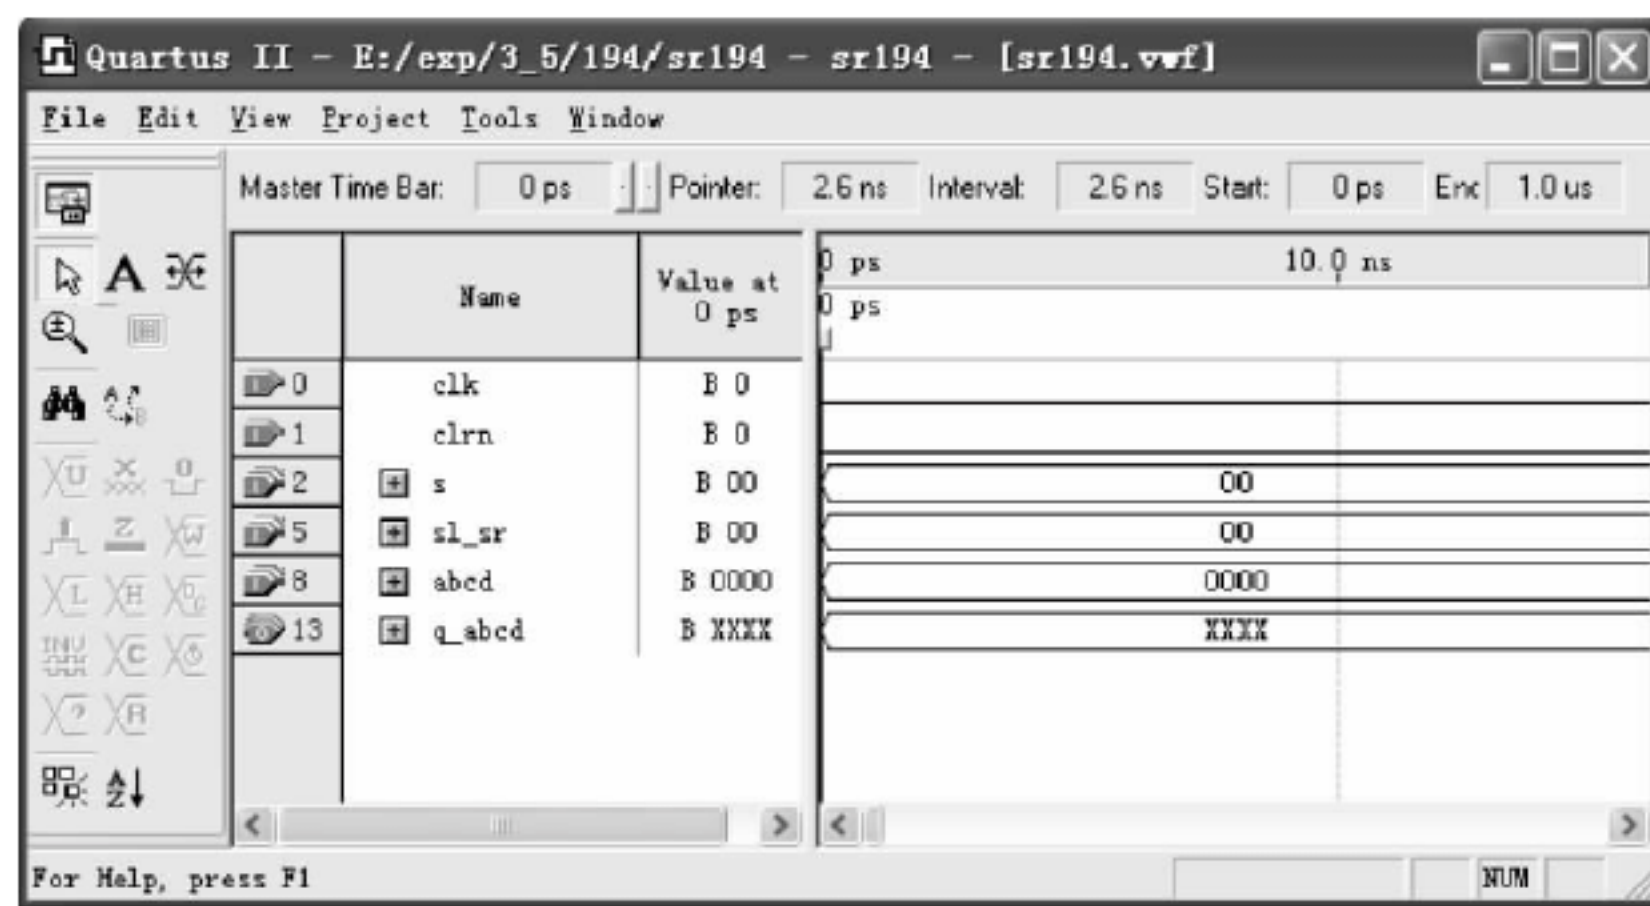 Quartus II - E:/exp/3_5/194/sr194 - sr194 - [sr194.vwf]
File Edit View Project Tools Window
Master Time Bar: 0 ps Pointer: 2.6 ns Interval: 2.6 ns Start: 0 ps End 1.0 us
Name
Value at
0 ps
0 ps 10.0 ns
0 ps
0 clk B 0
1 clrn B 0
2 s B 00 00
5 sl_sr B 00 00
8 abcd B 0000 0000
13 q_abcd B XXXX XXXX
For Help, press F1 NUM